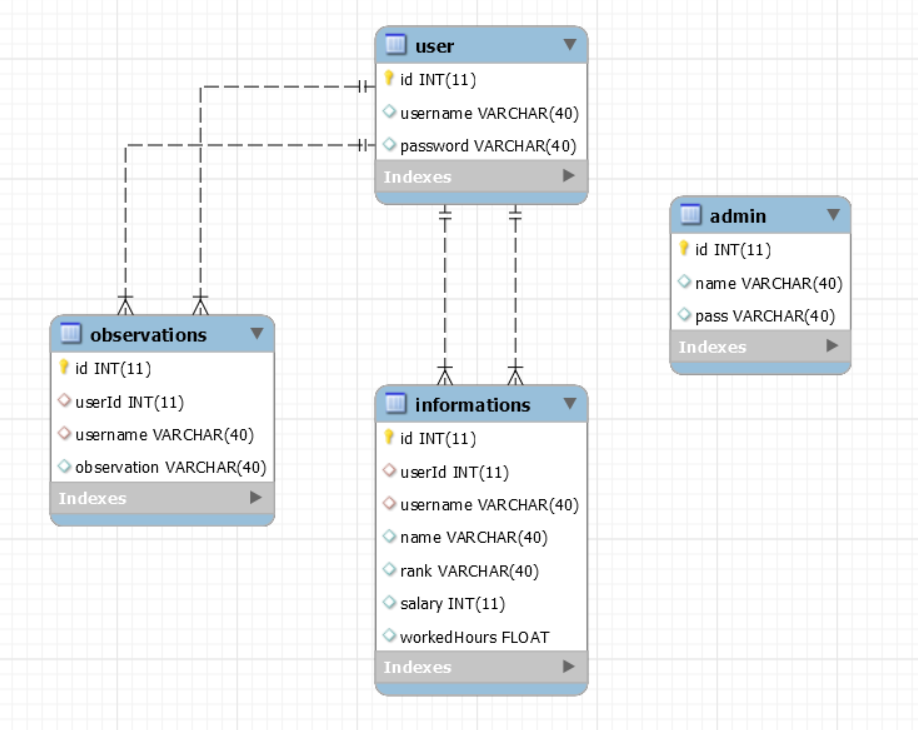 user
id INT(11)
username VARCHAR(40)
password VARCHAR(40)
Indexes
admin
id INT(11)
name VARCHAR(40)
pass VARCHAR(40)
Indexes
observations
id INT(11)
userId INT(11)
username VARCHAR(40)
observation VARCHAR(40)
Indexes
informations
id INT(11)
userId INT(11)
username VARCHAR(40)
name VARCHAR(40)
rank VARCHAR(40)
salary INT(11)
workedHours FLOAT
Indexes